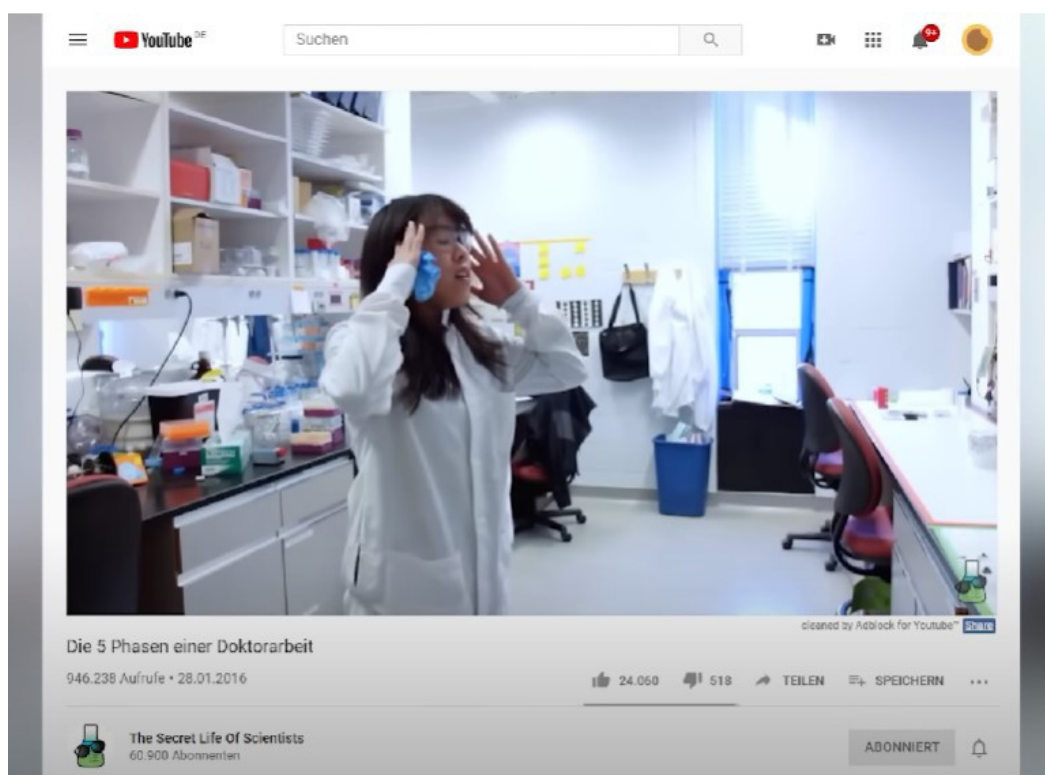 YouTube DE
Suchen
9+
cleaned by Adblock for Youtube™ Share
Die 5 Phasen einer Doktorarbeit
946.238 Aufrufe • 28.01.2016
24.060 518 TEILEN SPEICHERN
The Secret Life Of Scientists
60.900 Abonnenten
ABONNIERT